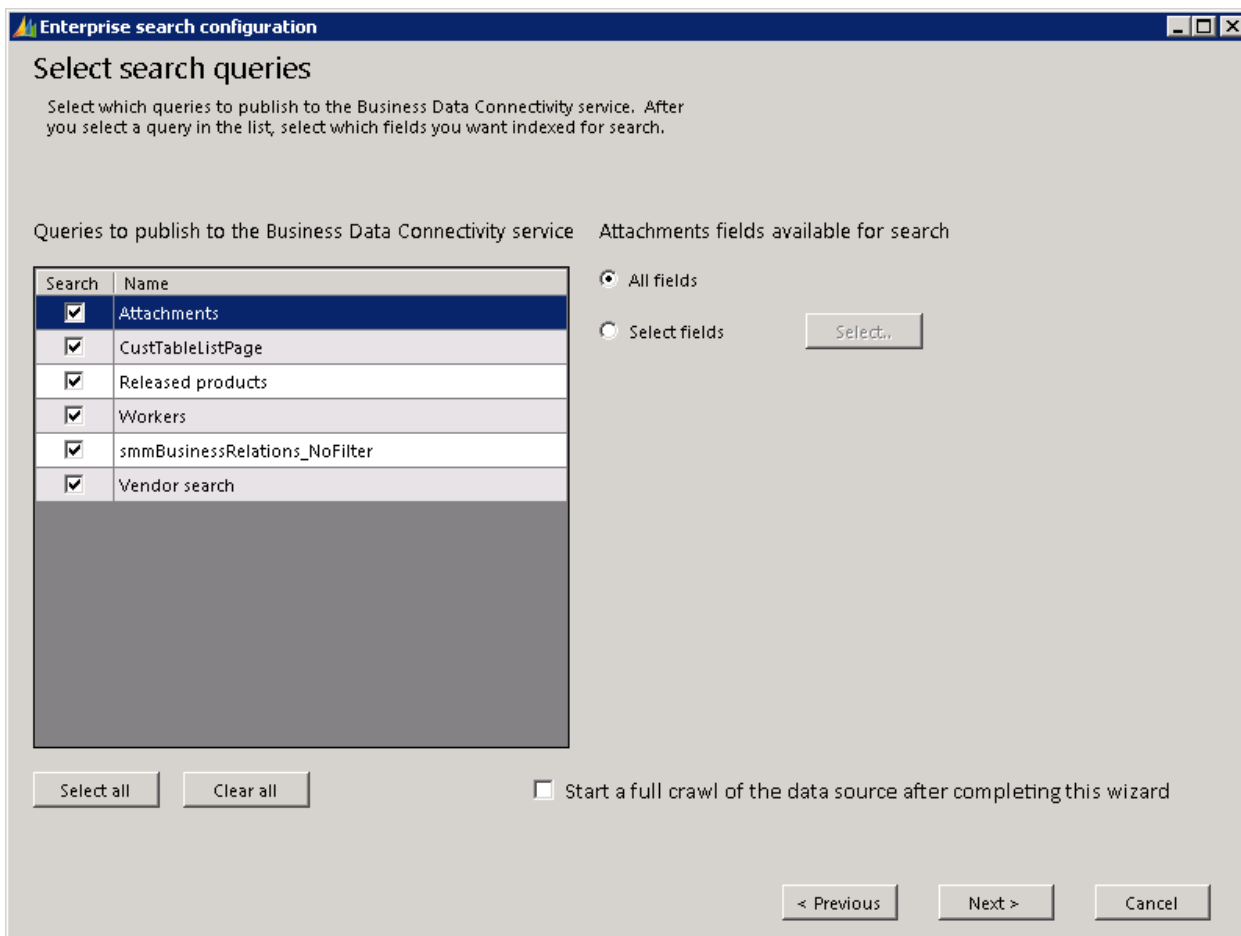 Enterprise search configuration
Select search queries
Select which queries to publish to the Business Data Connectivity service. After
you select a query in the list, select which fields you want indexed for search.
Queries to publish to the Business Data Connectivity service
Attachments fields available for search
Search Name
Attachments
CustTableListPage
Released products
Workers
smmBusinessRelations_NoFilter
Vendor search
All fields
Select fields
Select..
Select all
Clear all
Start a full crawl of the data source after completing this wizard
< Previous
Next >
Cancel